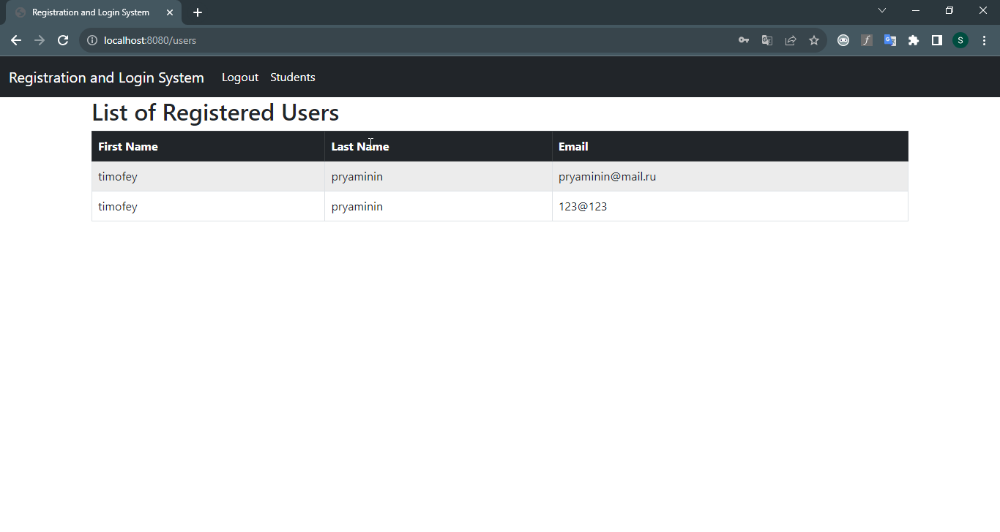 Registration and Login System
localhost:8080/users
S
Registration and Login System Logout Students
List of Registered Users
First Name Last Name Email
timofey pryaminin pryaminin@mail.ru
timofey pryaminin 123@123